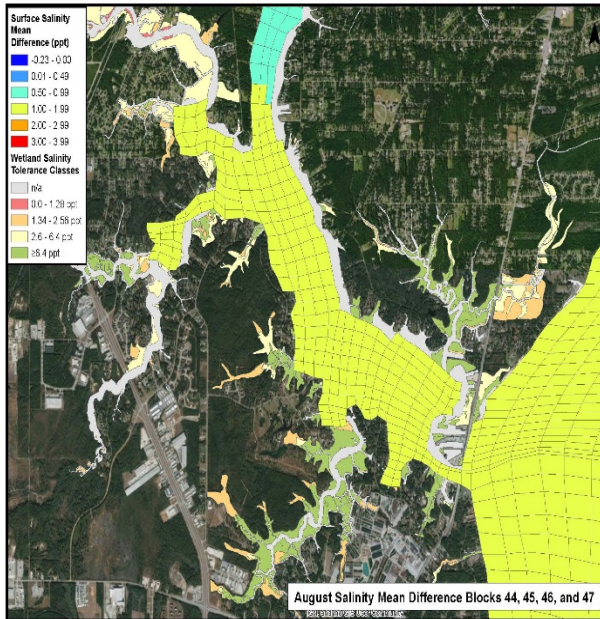 Surface Salinity
Mean
Difference (ppt)
-0.23 - 0.00
0.01 - 0.49
0.50 - 0.99
1.00 - 1.99
2.00 - 2.99
3.00 - 3.99
Wetland Salinity
Tolerance Classes
n/a
0.0 - 1.28 ppt
1.34 - 2.56 ppt
2.6 - 6.4 ppt
≥6.4 ppt
August Salinity Mean Difference Blocks 44, 45, 46, and 47